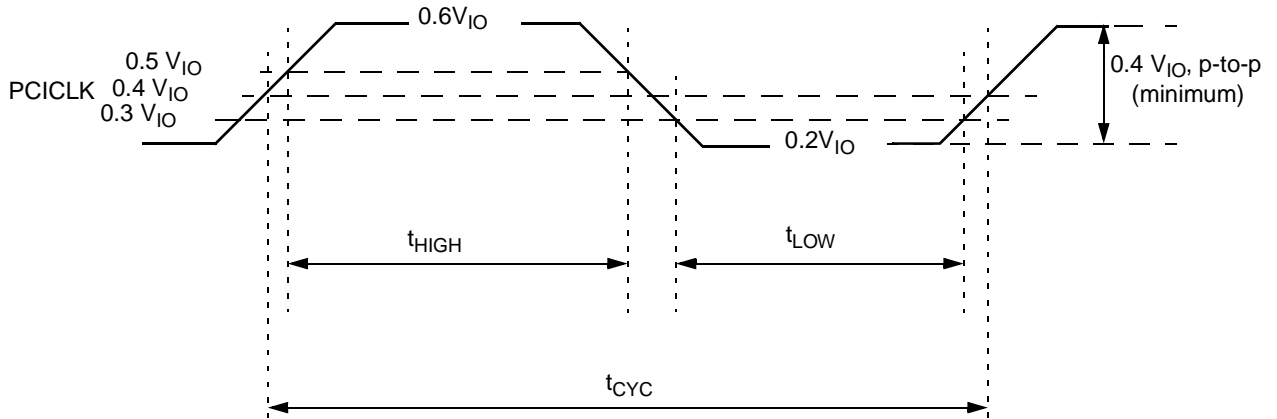 0.6V_IO
0.5 V_IO
PCICLK 0.4 V_IO
0.3 V_IO
0.4 V_IO, p-to-p
(minimum)
0.2V_IO
t_HIGH
t_LOW
t_CYC